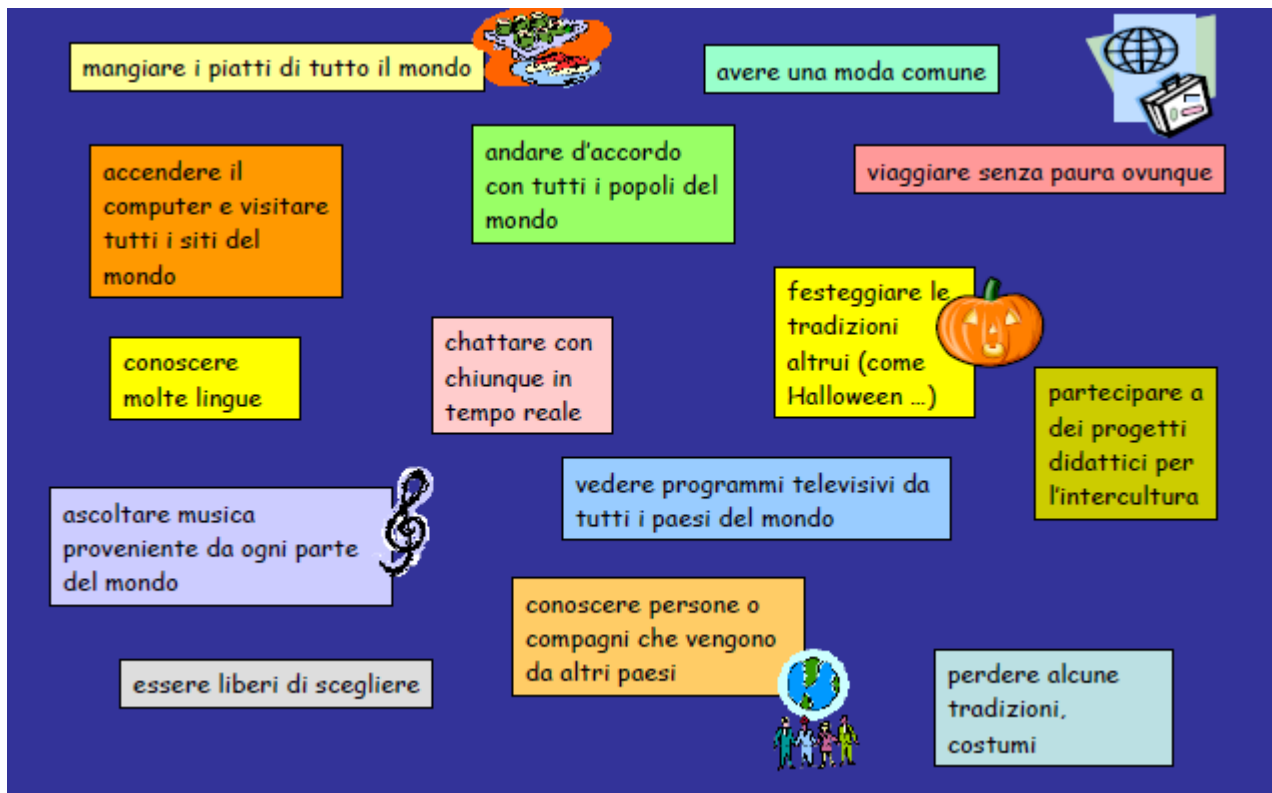 mangiare i piatti di tutto il mondo
avere una moda comune
accendere il
computer e visitare
tutti i siti del
mondo
andare d'accordo
con tutti i popoli del
mondo
viaggiare senza paura ovunque
festeggiare le
tradizioni
altrui (come
Halloween …)
conoscere
molte lingue
chattare con
chiunque in
tempo reale
partecipare a
dei progetti
didattici per
l'intercultura
ascoltare musica
proveniente da ogni parte
del mondo
vedere programmi televisivi da
tutti i paesi del mondo
conoscere persone o
compagni che vengono
da altri paesi
essere liberi di scegliere
perdere alcune
tradizioni,
costumi